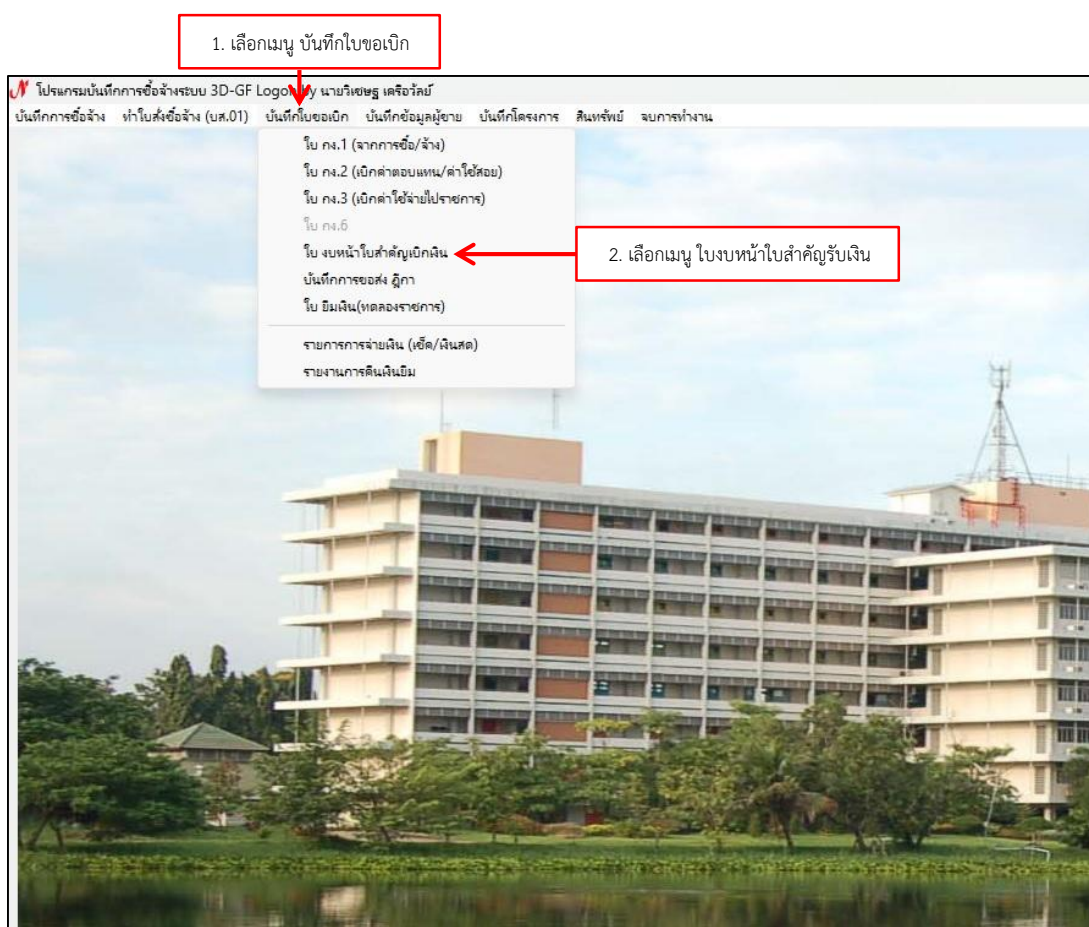 1. เลือกเมนู บันทึกใบขอเบิก
โปรแกรมบันทึกการซื้อจ้างระบบ 3D-GF Logon by นายวิเชษฐ เครือวัลย์
บันทึกการซื้อจ้าง ทำใบสั่งซื้อจ้าง (บส.01) บันทึกใบขอเบิก บันทึกข้อมูลผู้ขาย บันทึกโครงการ สินทรัพย์ จบการทำงาน
ใบ กง.1 (จากการซื้อ/จ้าง)
ใบ กง.2 (เบิกค่าตอบแทน/ค่าใช้สอย)
ใบ กง.3 (เบิกค่าใช้จ่ายไปราชการ)
ใบ กง.6
ใบ งบหน้าใบสำคัญเบิกเงิน
2. เลือกเมนู ใบงบหน้าใบสำคัญรับเงิน
บันทึกการขอส่ง ฎีกา
ใบ ยืมเงิน(ทดลองราชการ)
รายการการจ่ายเงิน (เช็ค/เงินสด)
รายงานการคืนเงินยืม